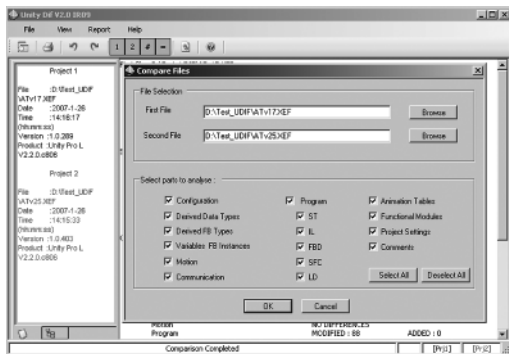 Unity Dif V2.0 IR09
File View Report Help
1 2 # =
Project 1
File :D:\Test_UDIF
\ATv17.XEF
Date :2007-1-26
Time :14:16:17
(hh:mm:ss)
Version :1.0.289
Product :Unity Pro L
V2.2.0.c806
Project 2
File :D:\Test_UDIF
\ATv25.XEF
Date :2007-1-26
Time :14:15:33
(hh:mm:ss)
Version :1.0.403
Product :Unity Pro L
V2.2.0.c806
Compare Files
File Selection
First File D:\Test_UDIF\ATv17.XEF Browse
Second File D:\Test_UDIF\ATv25.XEF Browse
Select parts to analyse :
Configuration Program Animation Tables
Derived Data Types ST Functional Modules
Derived FB Types IL Project Settings
Variables FB Instances FBD Comments
Motion SFC
Communication LD Select All Deselect All
OK Cancel
Motion NO DIFFERENCES
Program MODIFIED : 88 ADDED : 0
Comparison Completed [Prj1] [Prj2]